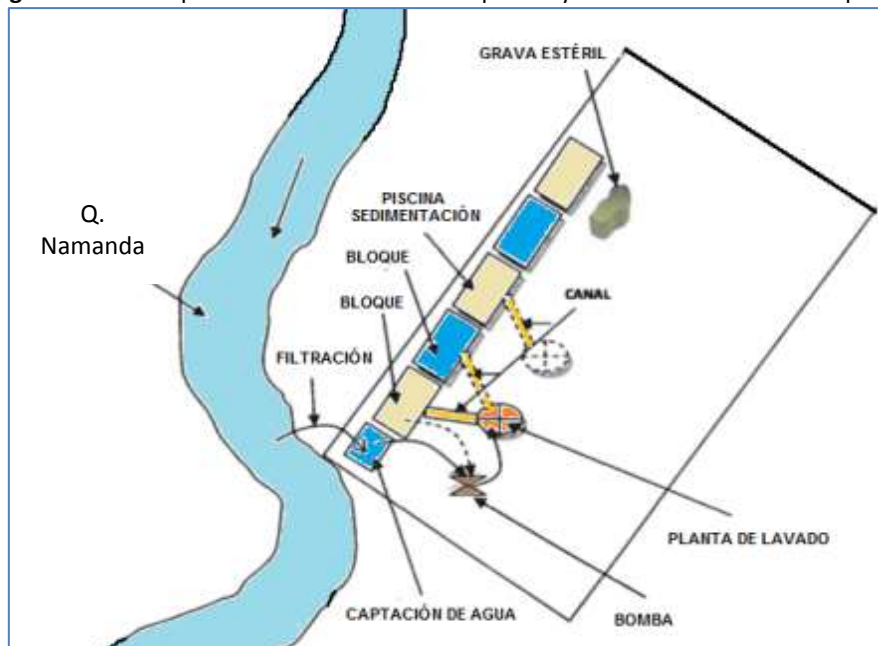 GRAVA ESTÉRIL
PISCINA
SEDIMENTACIÓN
Q.
Namanda
BLOQUE
CANAL
BLOQUE
FILTRACIÓN
PLANTA DE LAVADO
CAPTACIÓN DE AGUA
BOMBA